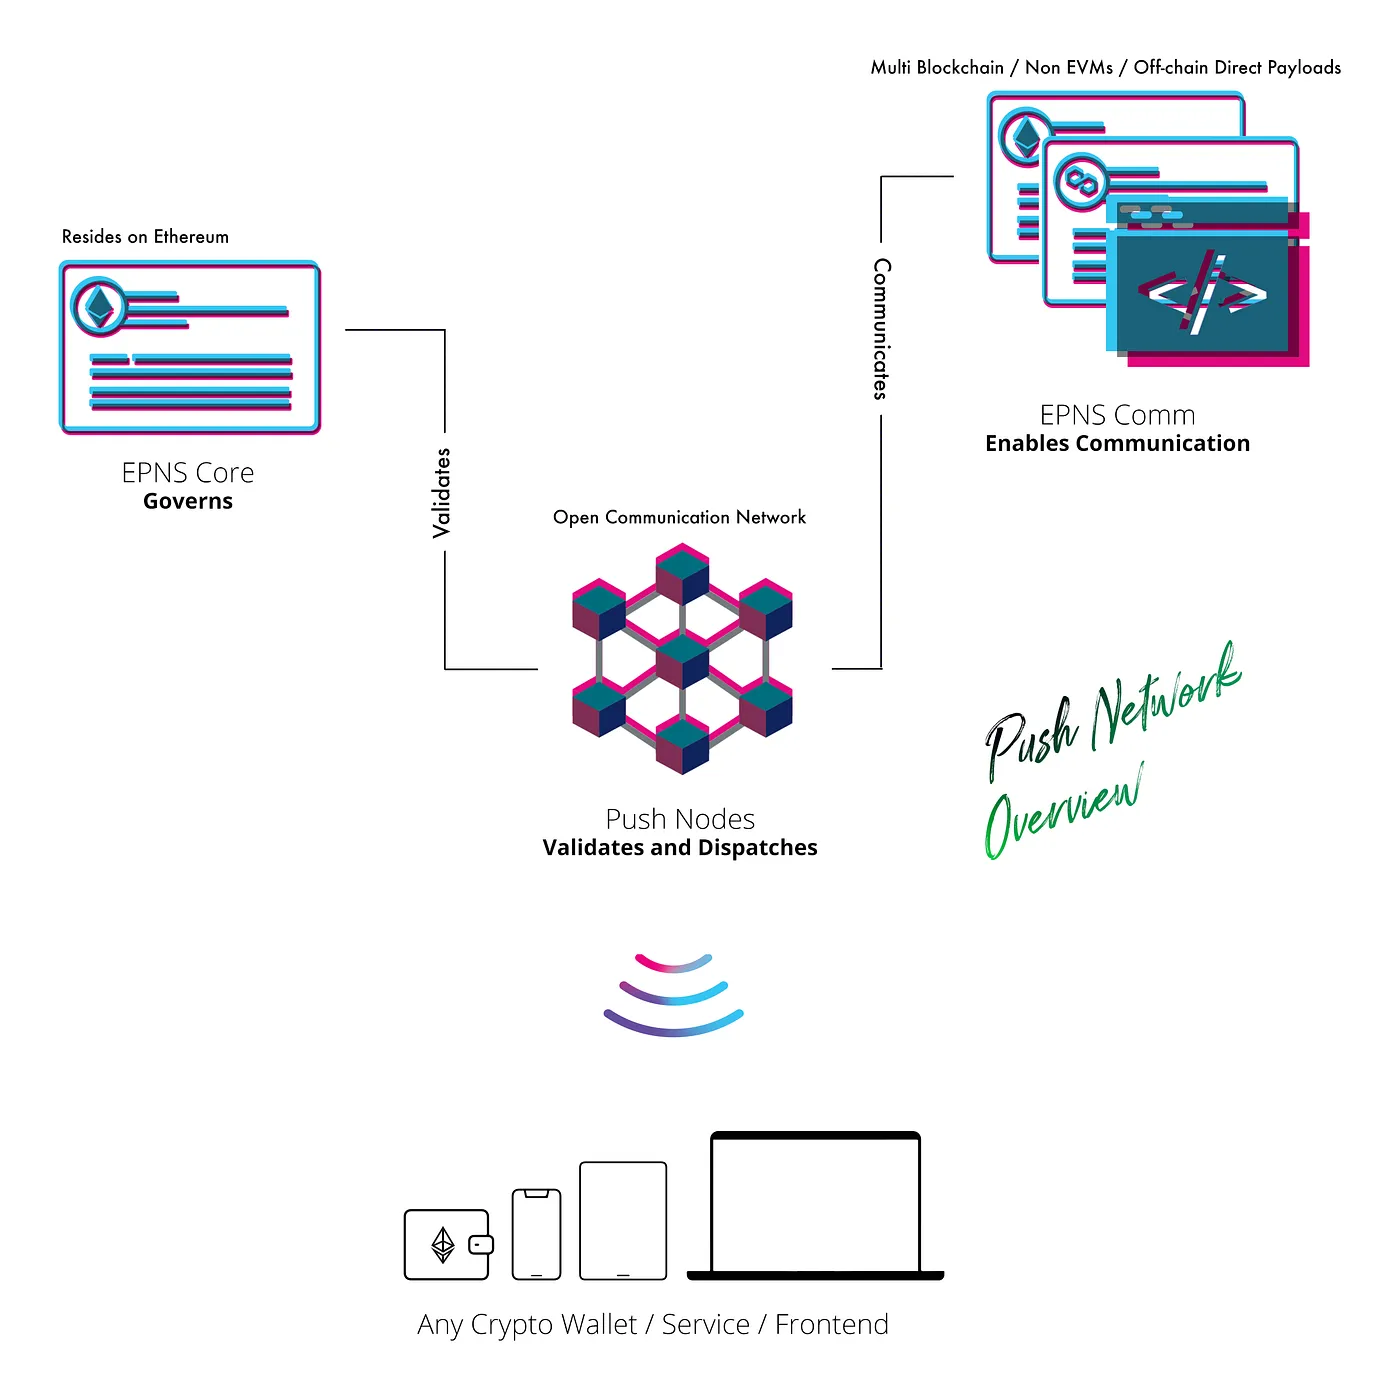 Multi Blockchain / Non EVMs / Off-chain Direct Payloads
Resides on Ethereum
EPNS Core
Governs
Validates
Communicates
EPNS Comm
Enables Communication
Open Communication Network
Push Nodes
Validates and Dispatches
Push Network
Overview
Any Crypto Wallet / Service / Frontend